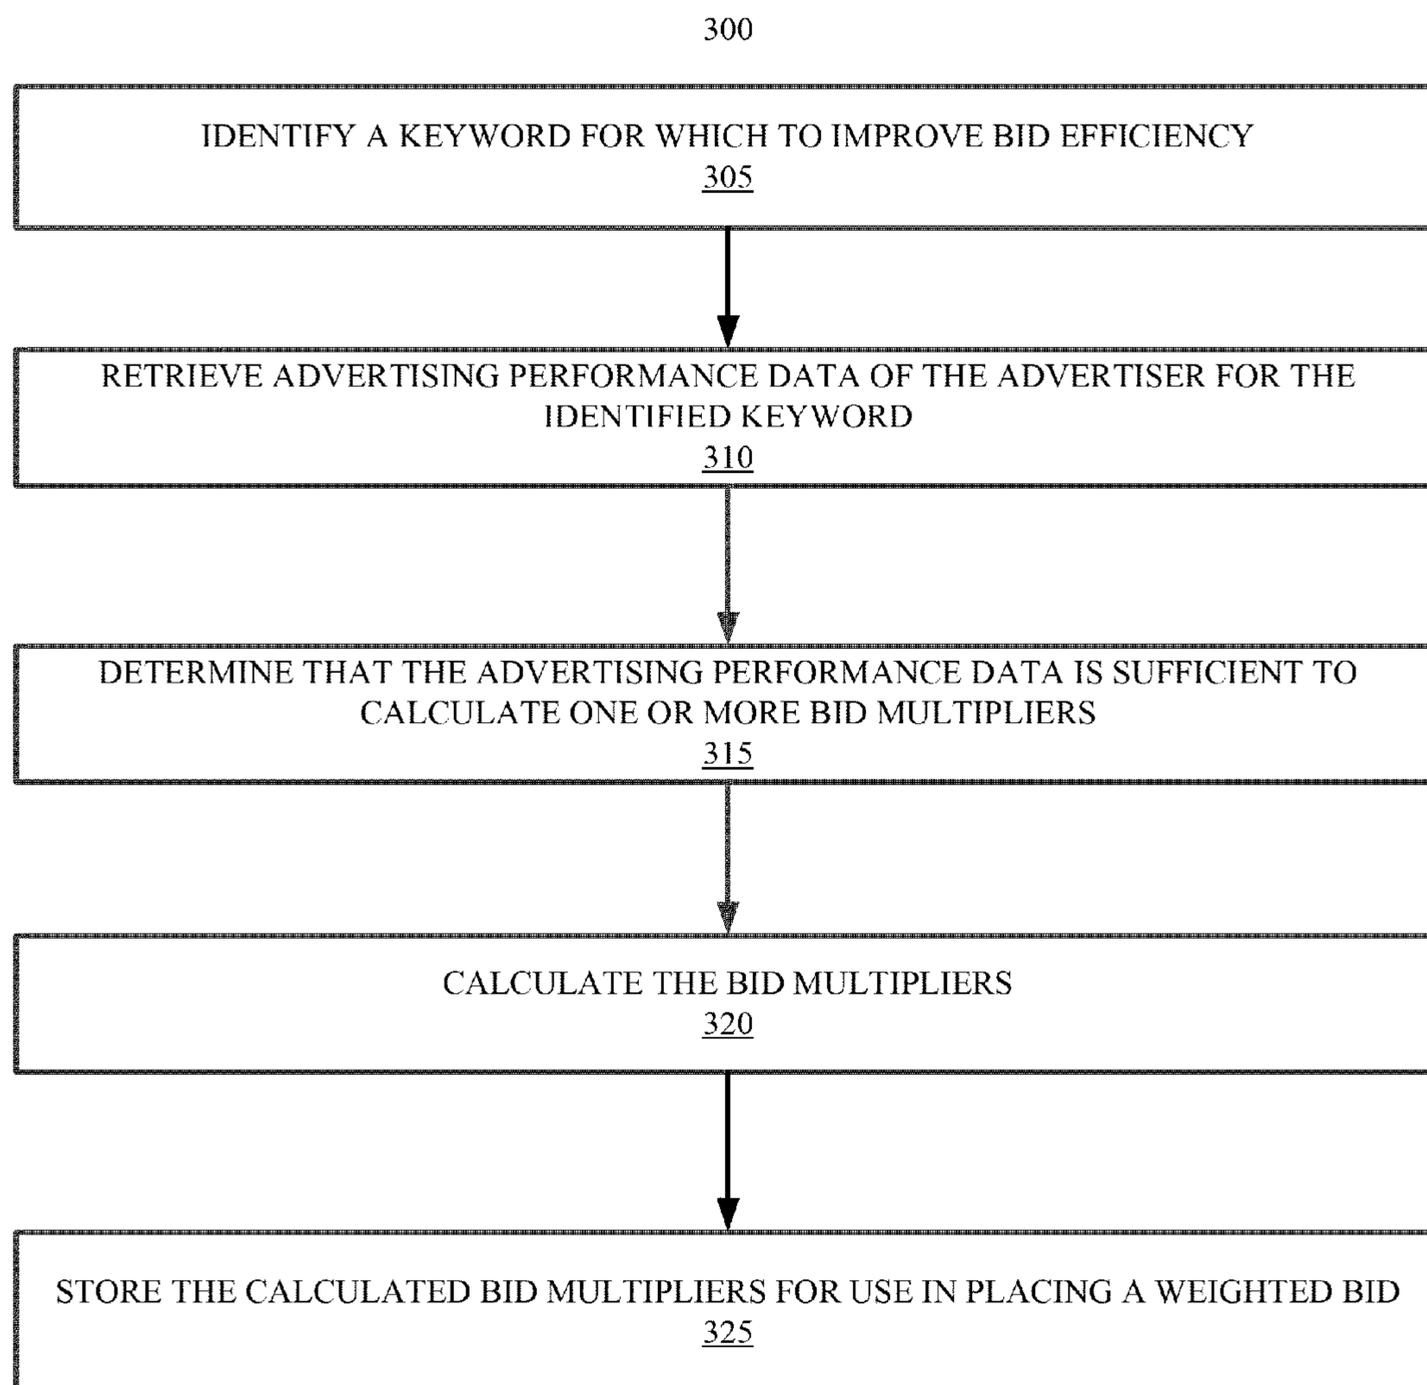 300
IDENTIFY A KEYWORD FOR WHICH TO IMPROVE BID EFFICIENCY
305
RETRIEVE ADVERTISING PERFORMANCE DATA OF THE ADVERTISER FOR THE
IDENTIFIED KEYWORD
310
DETERMINE THAT THE ADVERTISING PERFORMANCE DATA IS SUFFICIENT TO
CALCULATE ONE OR MORE BID MULTIPLIERS
315
CALCULATE THE BID MULTIPLIERS
320
STORE THE CALCULATED BID MULTIPLIERS FOR USE IN PLACING A WEIGHTED BID
325